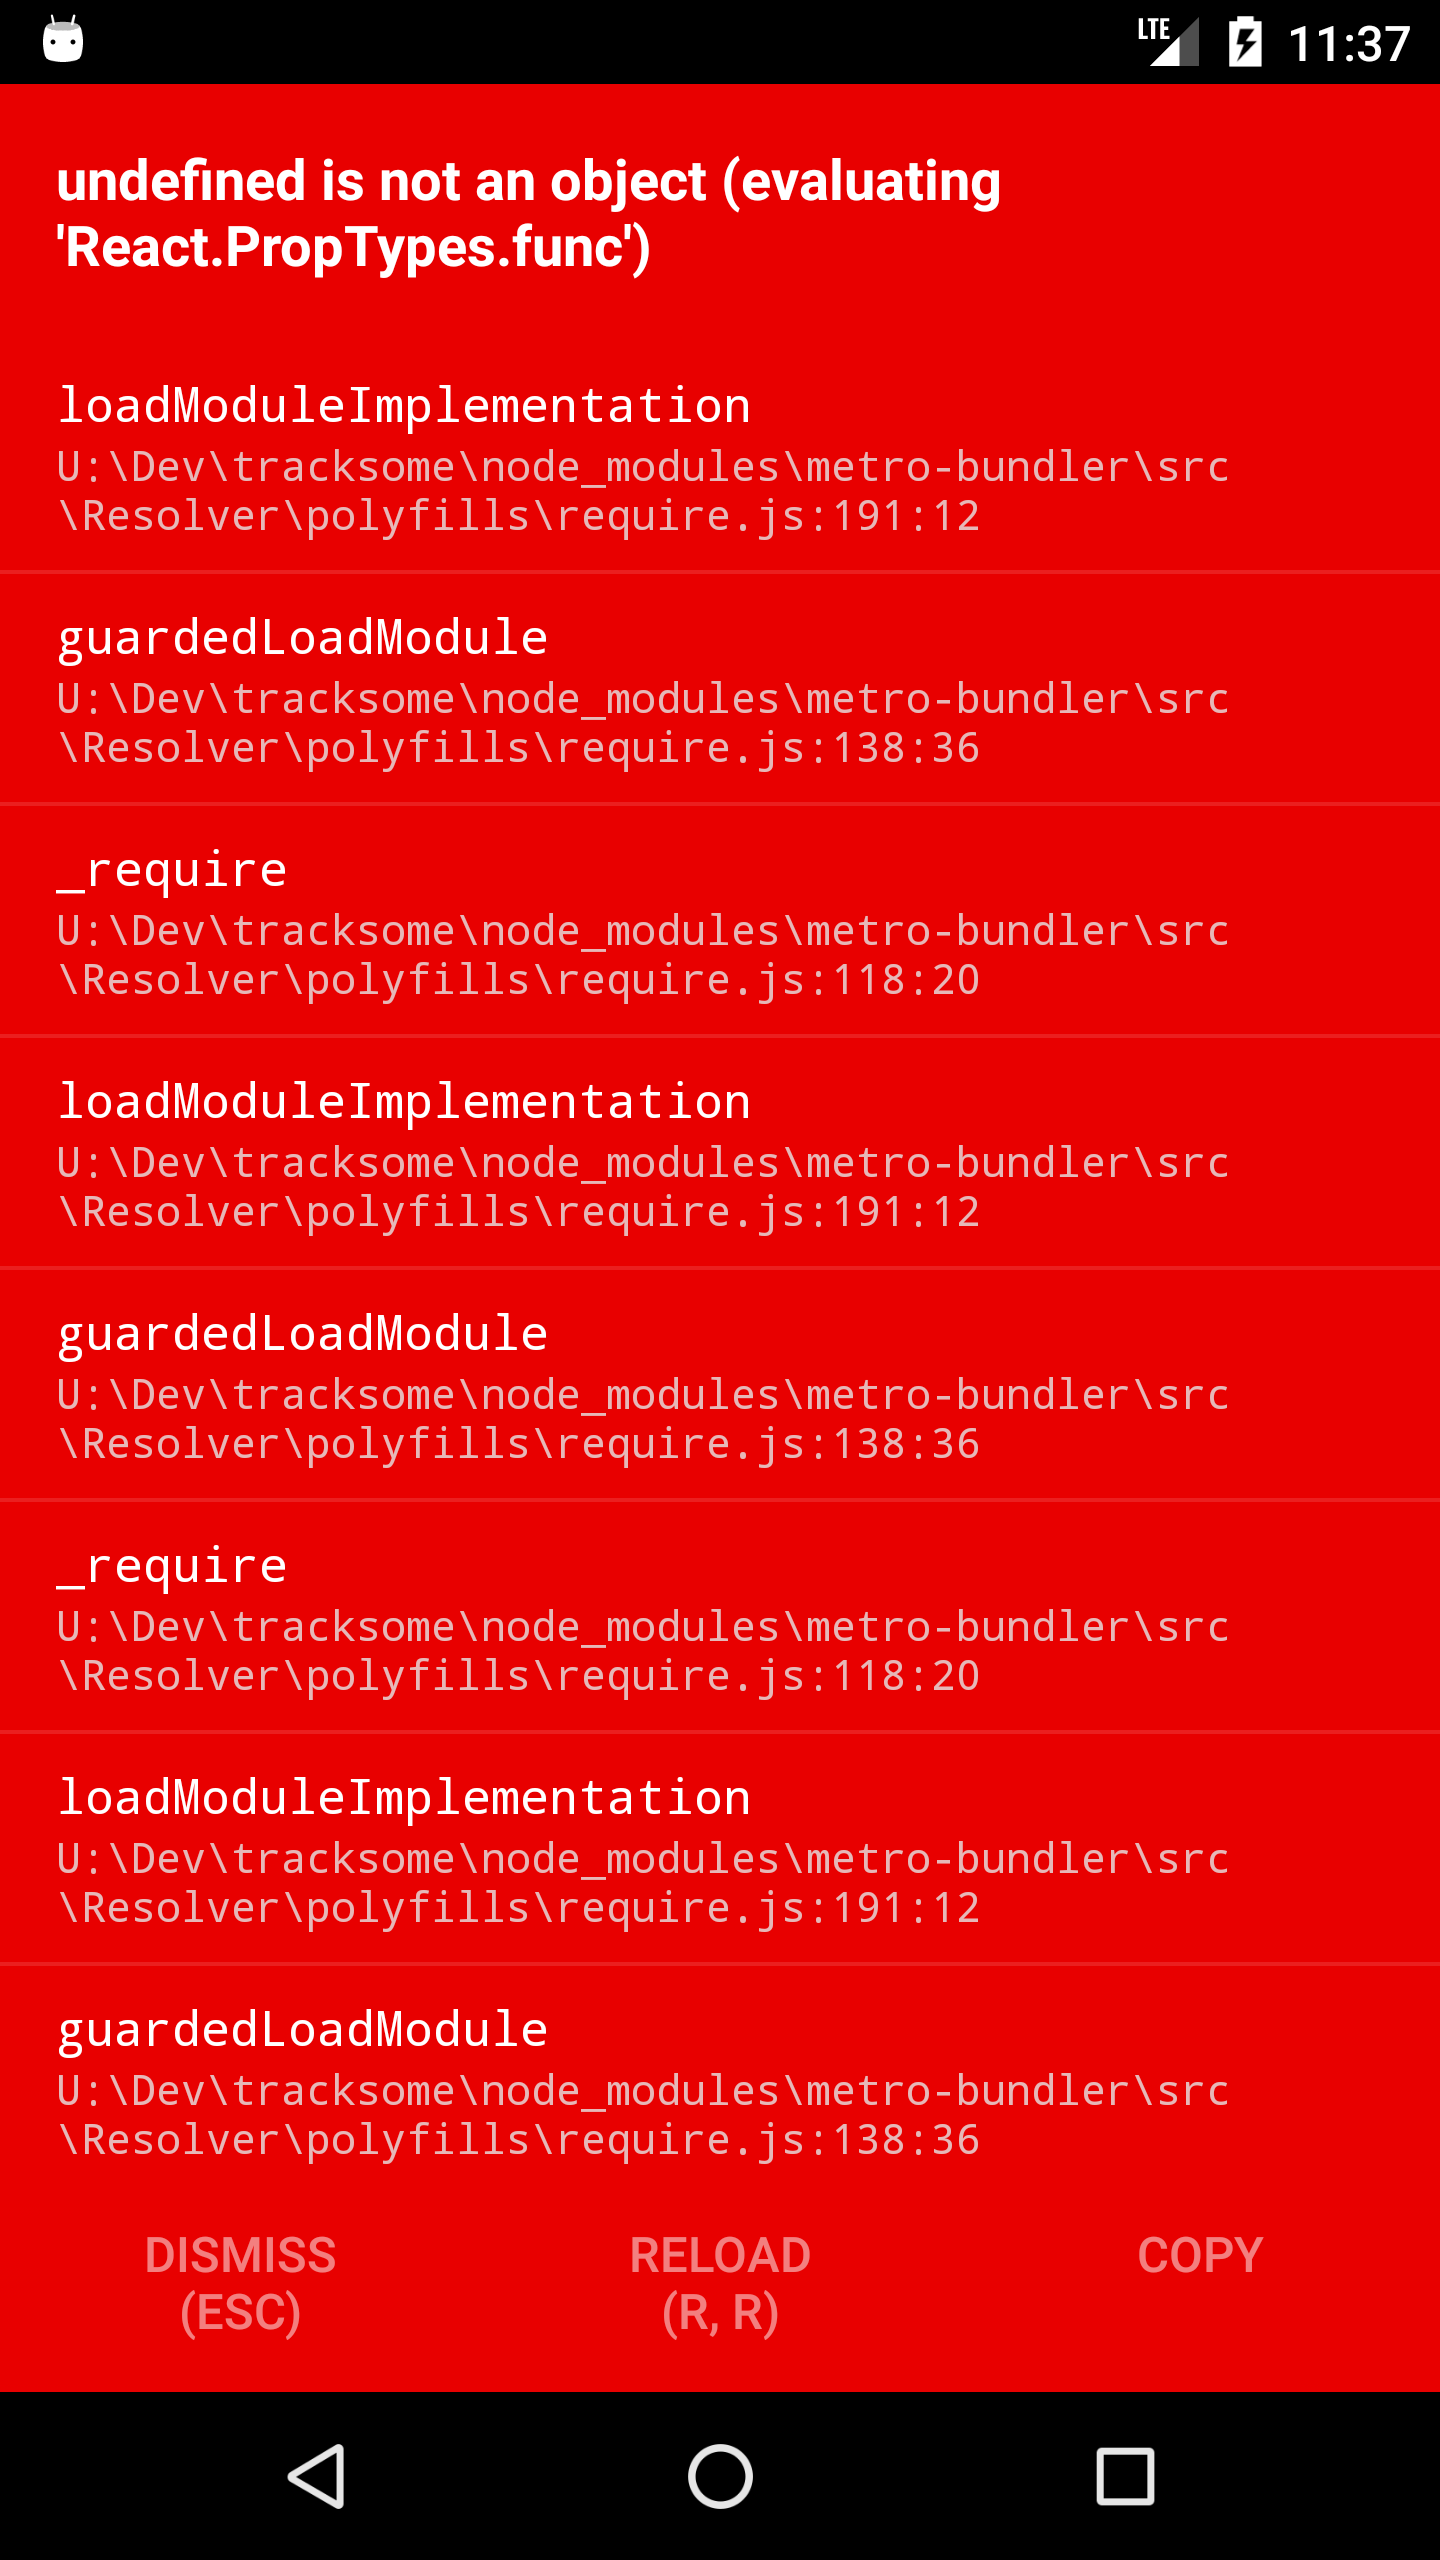 LTE 11:37
undefined is not an object (evaluating
'React.PropTypes.func')
loadModuleImplementation
U:\Dev\tracksome\node_modules\metro-bundler\src
\Resolver\polyfills\require.js:191:12
guardedLoadModule
U:\Dev\tracksome\node_modules\metro-bundler\src
\Resolver\polyfills\require.js:138:36
_require
U:\Dev\tracksome\node_modules\metro-bundler\src
\Resolver\polyfills\require.js:118:20
loadModuleImplementation
U:\Dev\tracksome\node_modules\metro-bundler\src
\Resolver\polyfills\require.js:191:12
guardedLoadModule
U:\Dev\tracksome\node_modules\metro-bundler\src
\Resolver\polyfills\require.js:138:36
_require
U:\Dev\tracksome\node_modules\metro-bundler\src
\Resolver\polyfills\require.js:118:20
loadModuleImplementation
U:\Dev\tracksome\node_modules\metro-bundler\src
\Resolver\polyfills\require.js:191:12
guardedLoadModule
U:\Dev\tracksome\node_modules\metro-bundler\src
\Resolver\polyfills\require.js:138:36
DISMISS
(ESC)
RELOAD
(R, R)
COPY